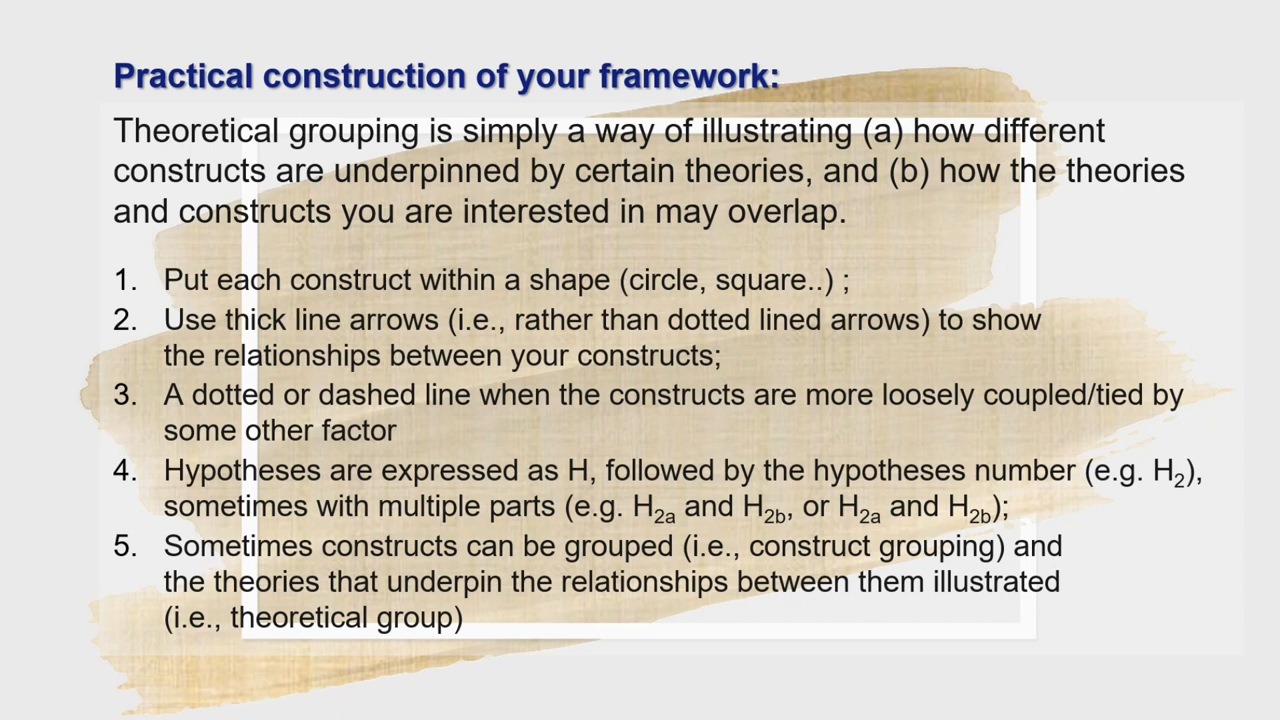 Practical construction of your framework:
Theoretical grouping is simply a way of illustrating (a) how different
constructs are underpinned by certain theories, and (b) how the theories
and constructs you are interested in may overlap.
1. Put each construct within a shape (circle, square..) ;
2. Use thick line arrows (i.e., rather than dotted lined arrows) to show
the relationships between your constructs;
3. A dotted or dashed line when the constructs are more loosely coupled/tied by
some other factor
4. Hypotheses are expressed as H, followed by the hypotheses number (e.g. H₂),
sometimes with multiple parts (e.g. H2a and H2b, or H2a and H2b);
5. Sometimes constructs can be grouped (i.e., construct grouping) and
the theories that underpin the relationships between them illustrated
(i.e., theoretical group)